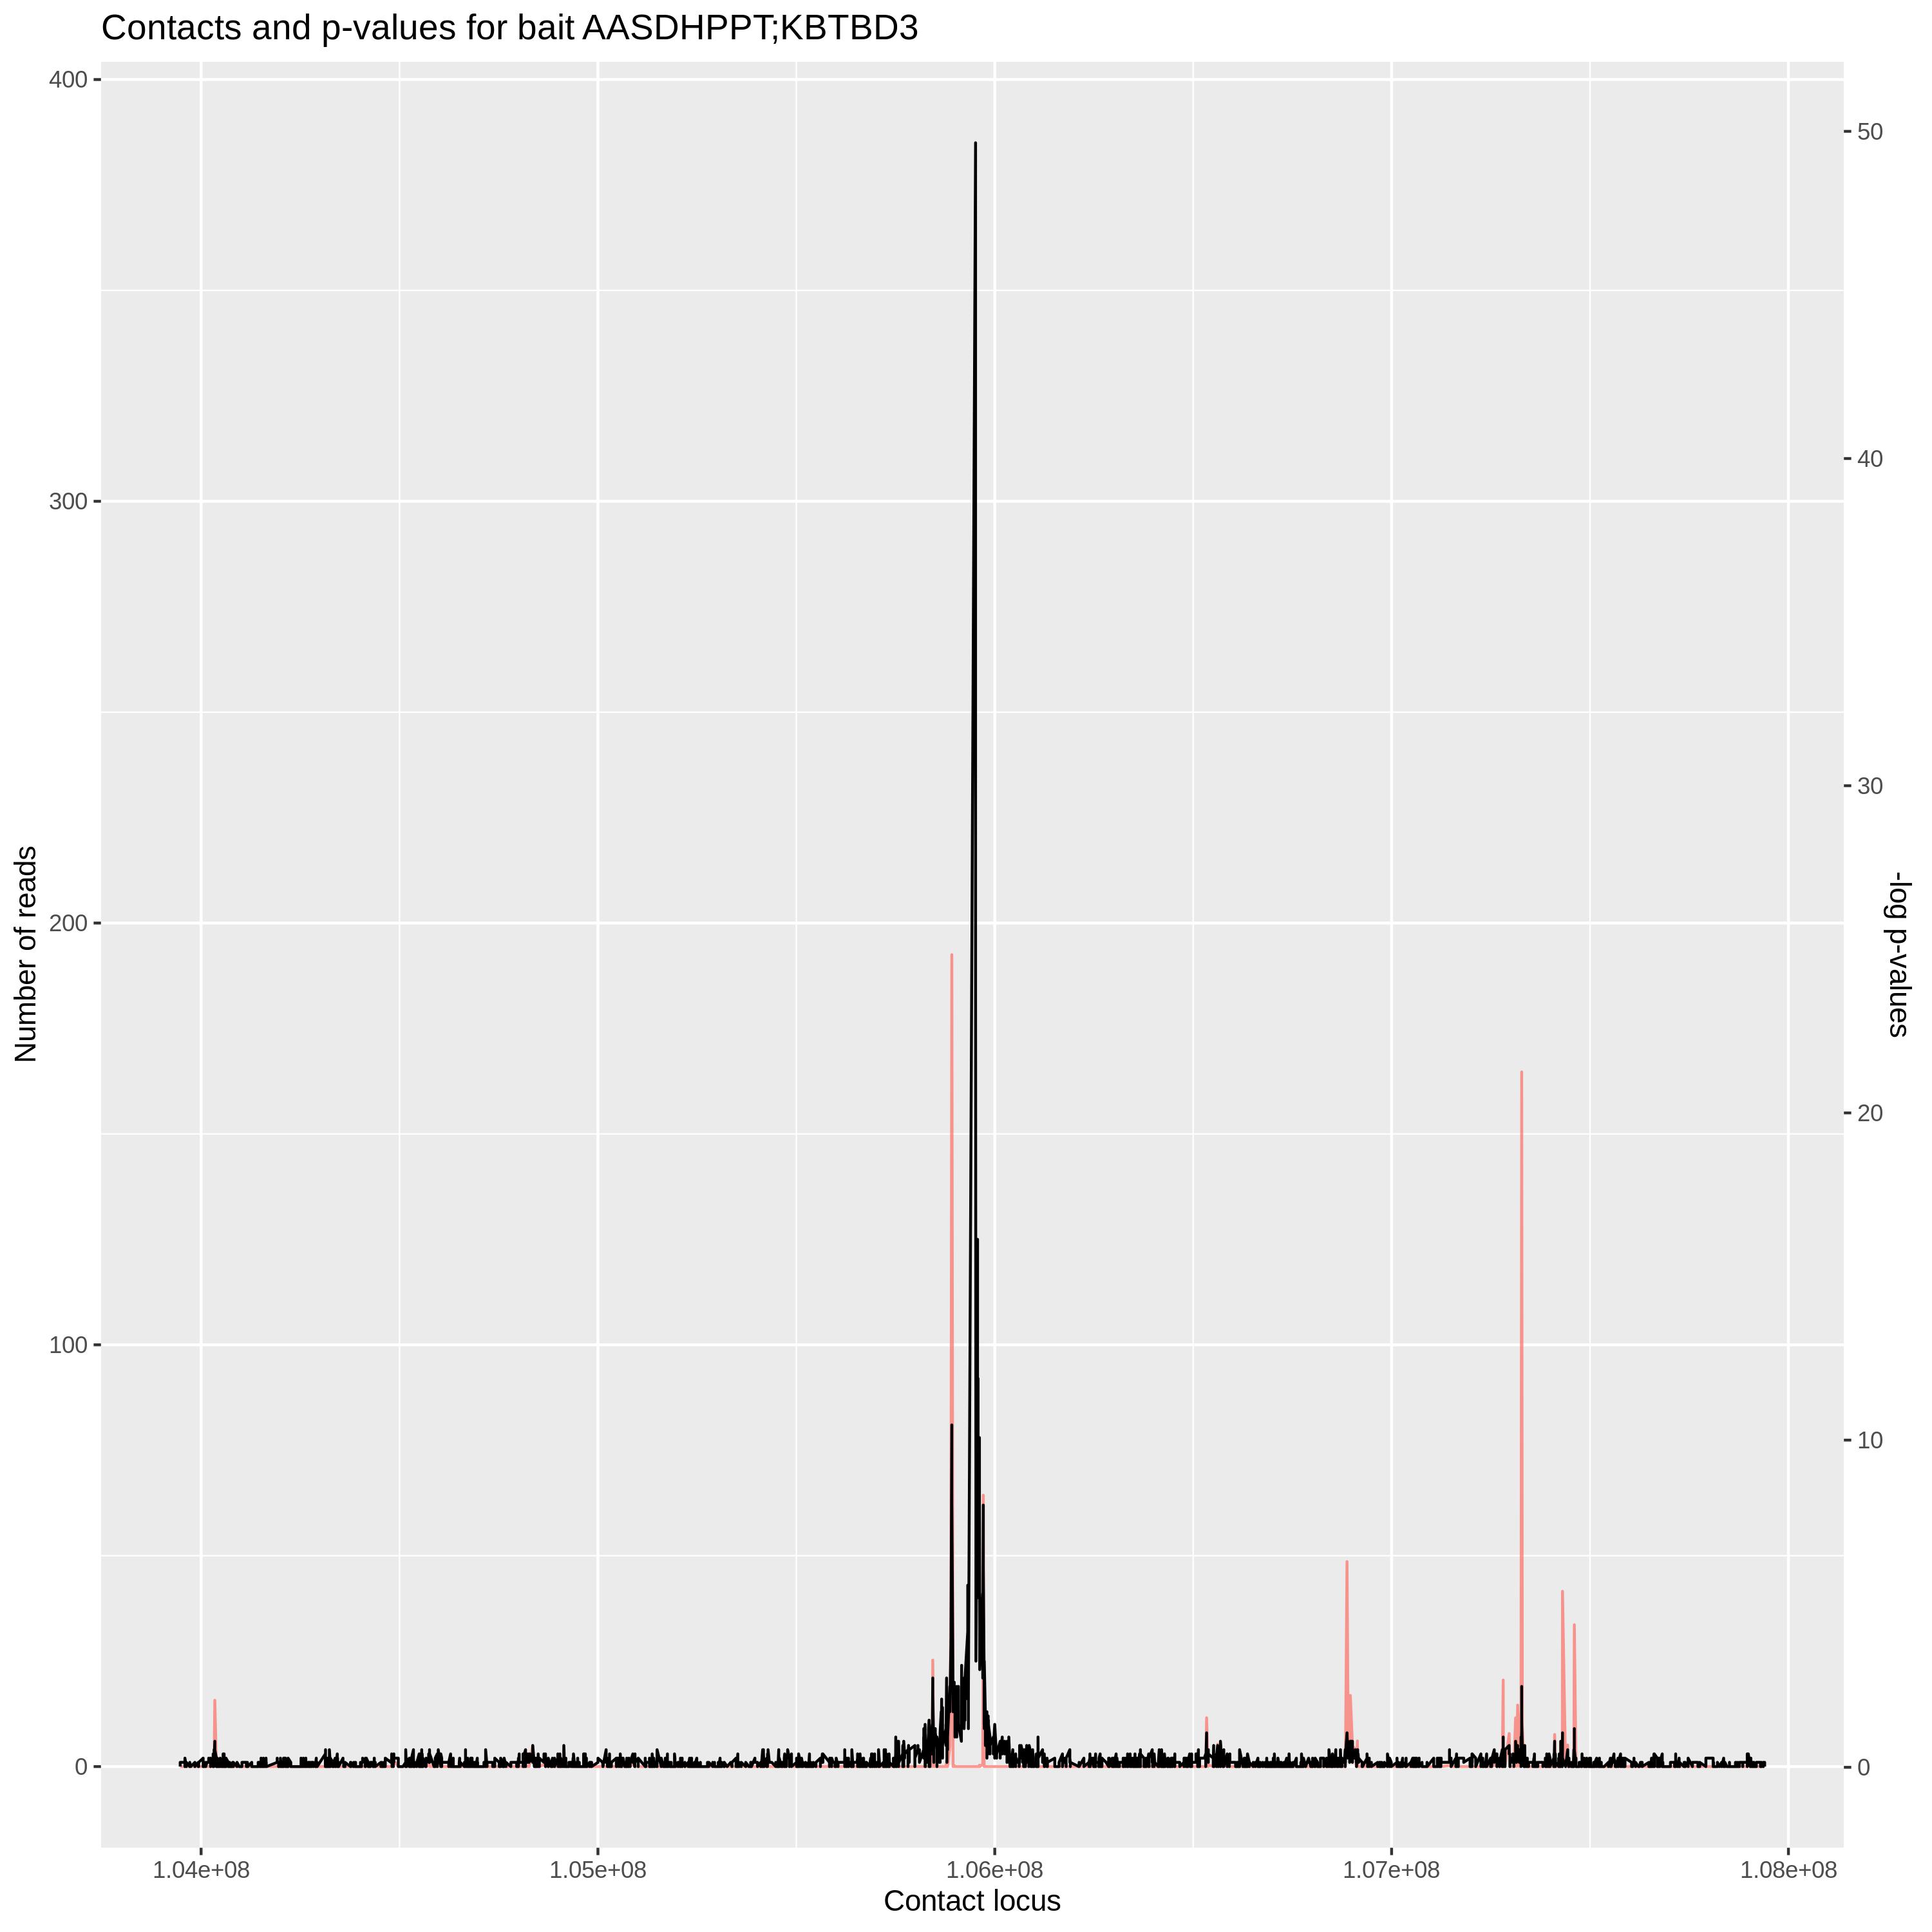 Contacts and p-values for bait AASDHPPT;KBTBD3
400
300
200
100
0
Number of reads
50
40
30
20
10
0
-log p-values
1.04e+08
1.05e+08
1.06e+08
1.07e+08
1.08e+08
Contact locus